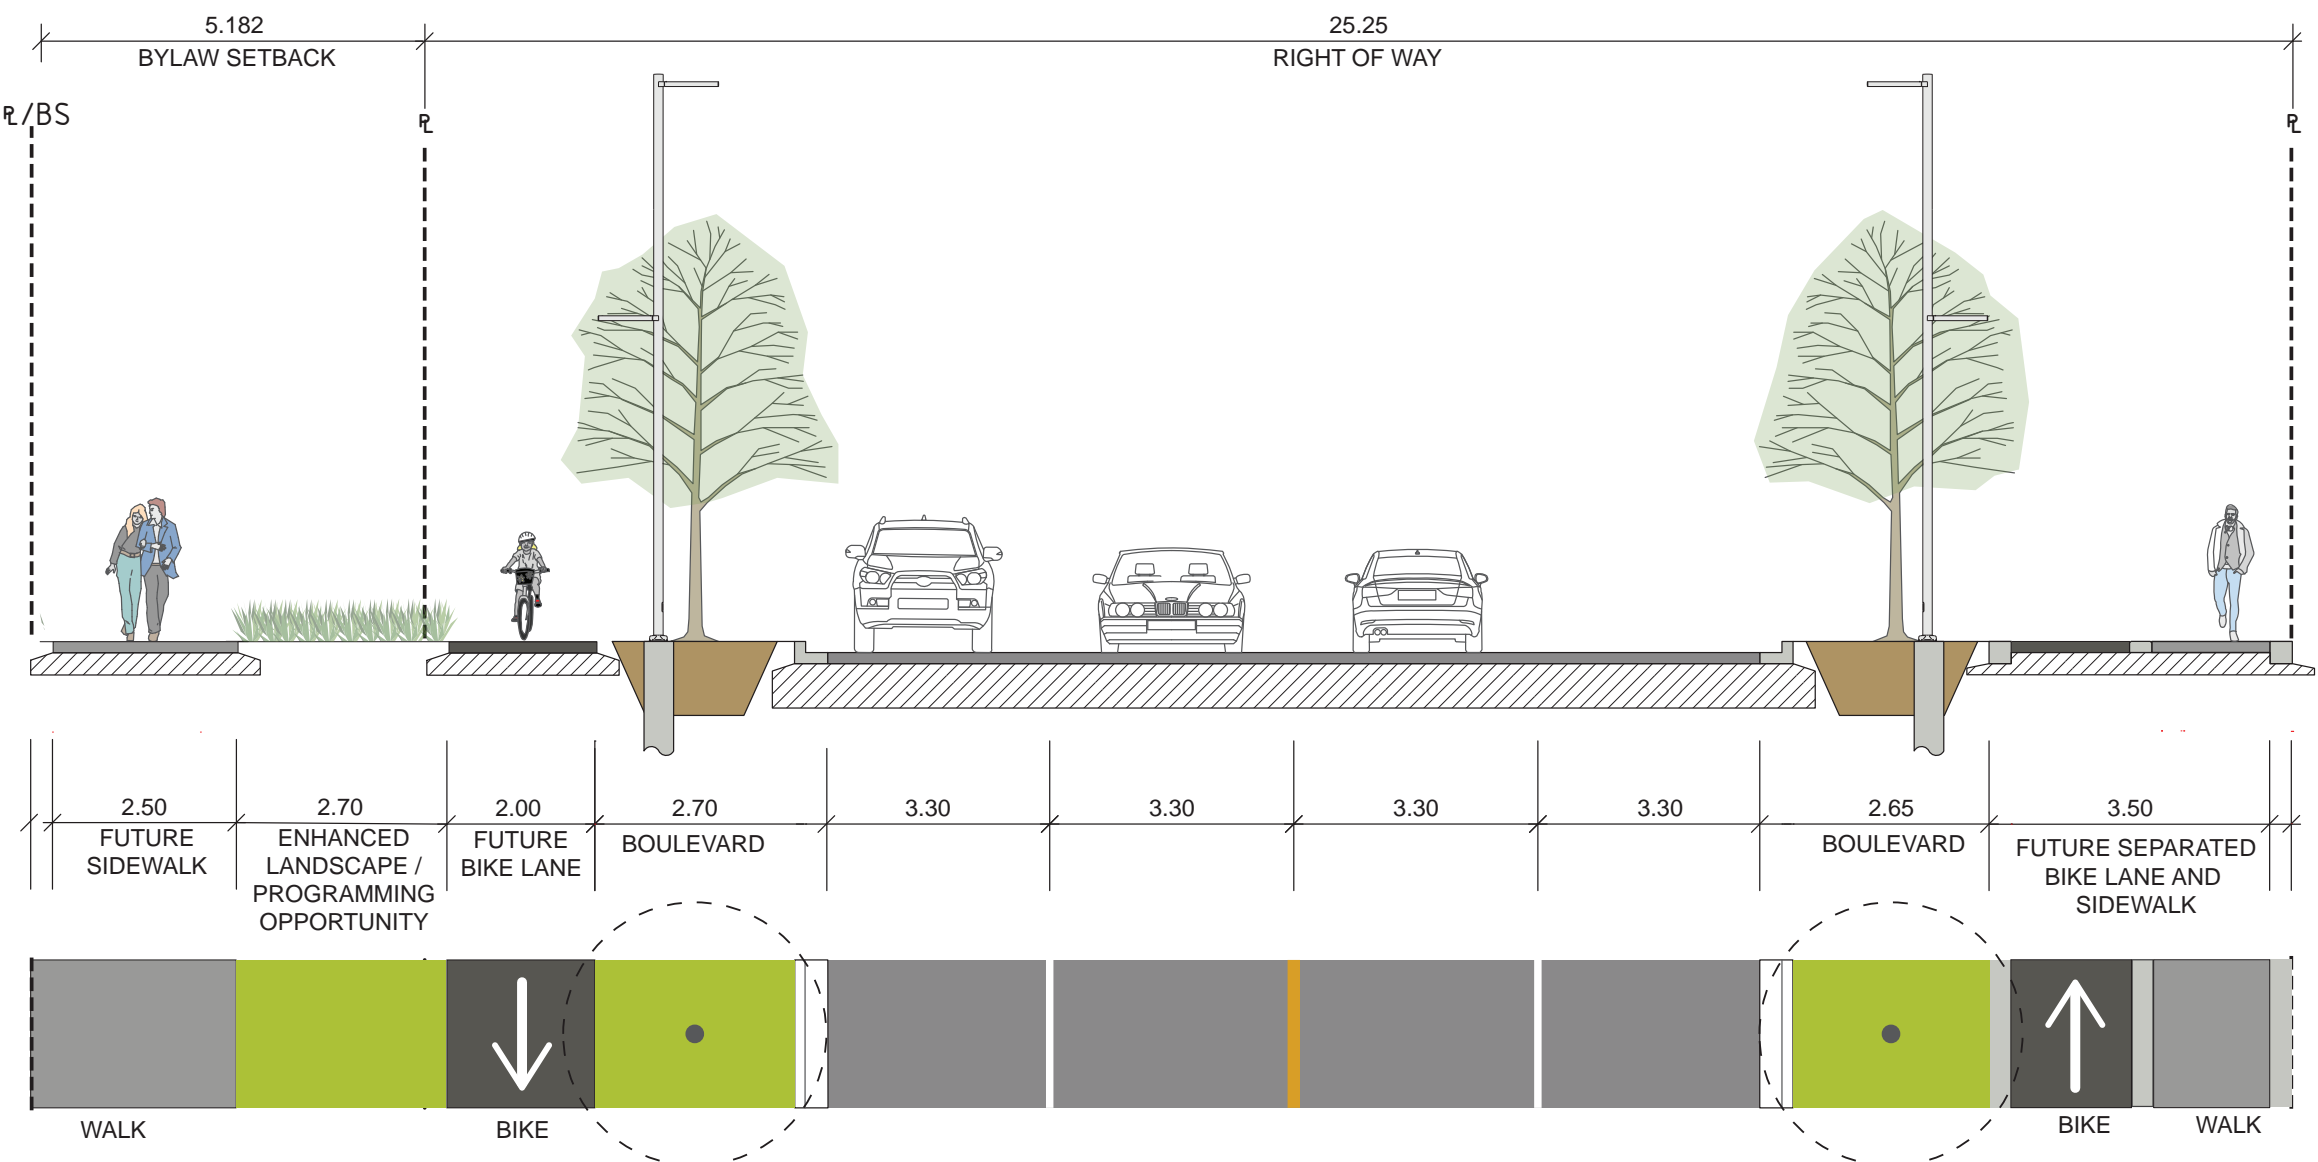 5.182
BYLAW SETBACK
25.25
RIGHT OF WAY
PL/BS
PL
PL
2.50
FUTURE
SIDEWALK
2.70
ENHANCED
LANDSCAPE /
PROGRAMMING
OPPORTUNITY
2.00
FUTURE
BIKE LANE
2.70
BOULEVARD
3.30
3.30
3.30
3.30
2.65
BOULEVARD
3.50
FUTURE SEPARATED
BIKE LANE AND
SIDEWALK
WALK
BIKE
BIKE
WALK